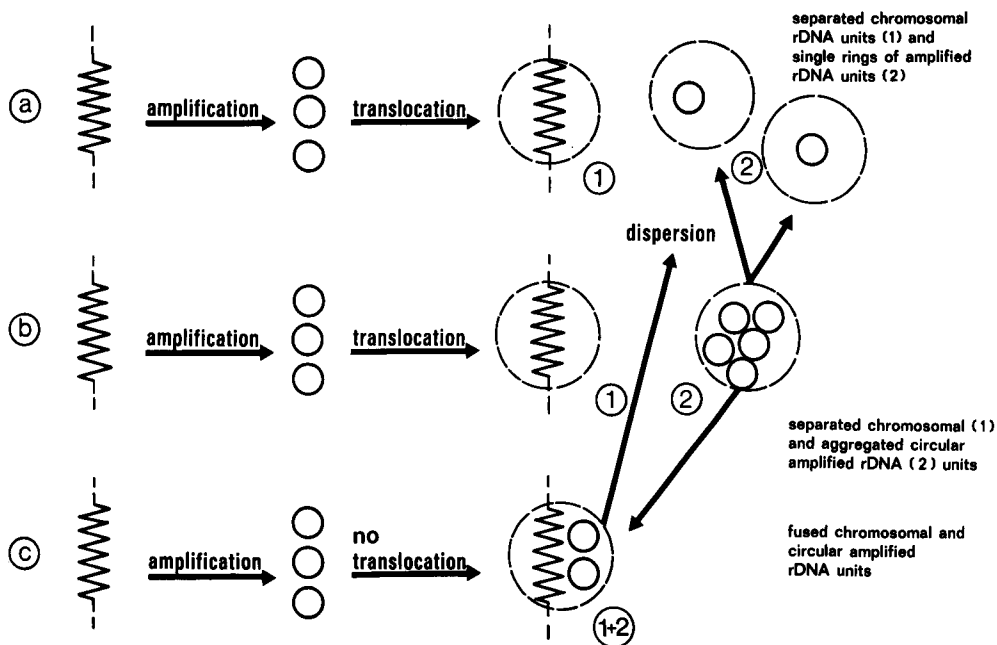 separated chromosomal
rDNA units (1) and
single rings of amplified
rDNA units (2)
a
amplification
translocation
1
2
dispersion
b
amplification
translocation
1
2
separated chromosomal (1)
and aggregated circular
amplified rDNA (2) units
c
amplification
no
translocation
1+2
fused chromosomal and
circular amplified
rDNA units